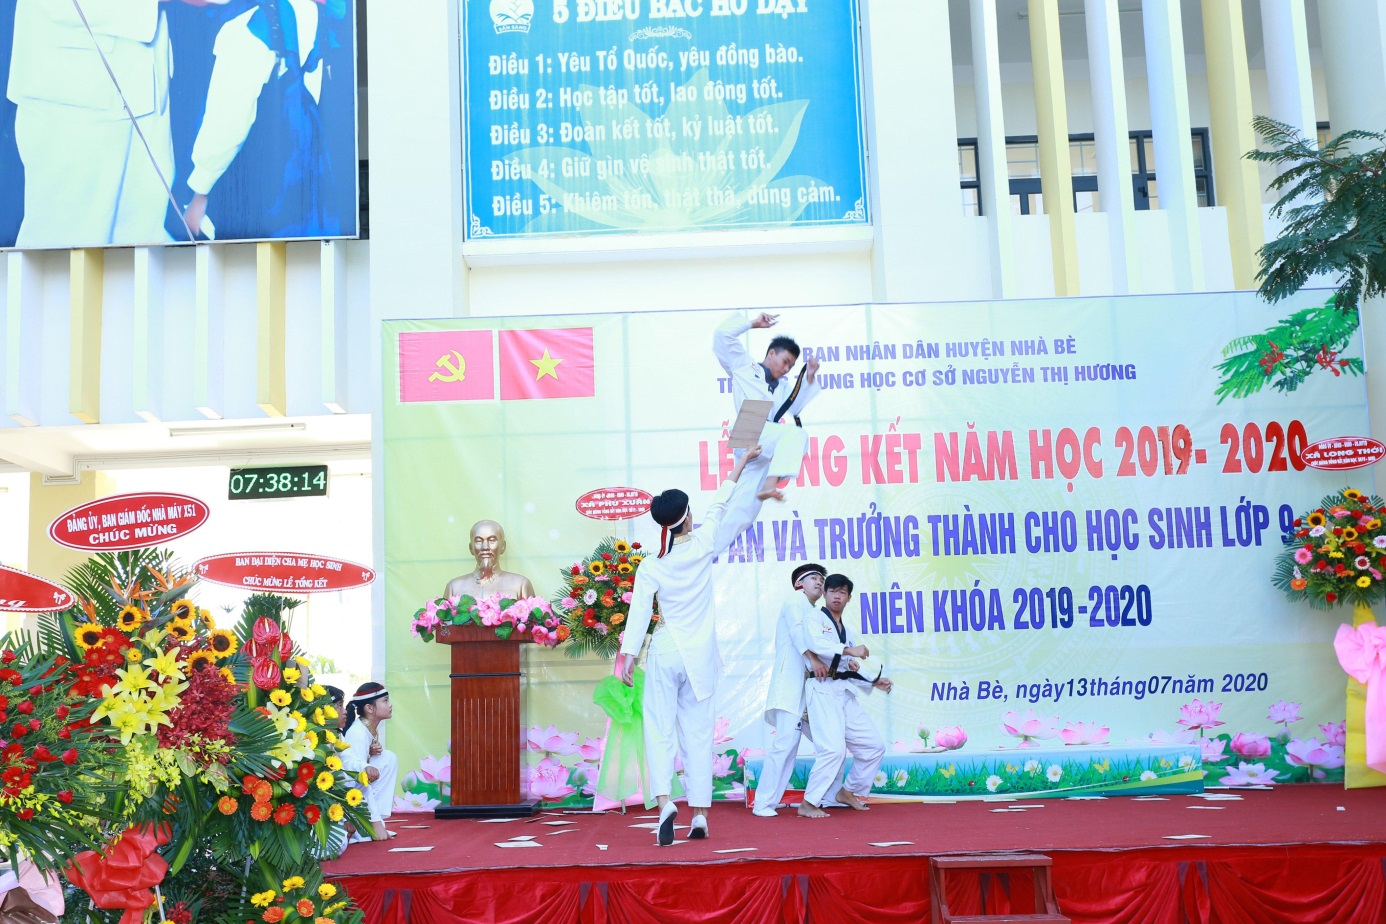 5 ĐIỀU BÁC HỒ DẠY
Điều 1: Yêu Tổ Quốc, yêu đồng bào.
Điều 2: Học tập tốt, lao động tốt.
Điều 3: Đoàn kết tốt, kỷ luật tốt.
Điều 4: Giữ gìn vệ sinh thật tốt.
Điều 5: Khiêm tốn, thật thà, dũng cảm.
BAN NHÂN DÂN HUYỆN NHÀ BÈ
HỌC CƠ SỞ NGUYỄN THỊ HƯƠNG
LỄ KẾT NĂM HỌC 2019- 2020
VÀ TRƯỞNG THÀNH CHO HỌC SINH LỚP 9
NIÊN KHÓA 2019-2020
Nhà Bè, ngày13tháng07năm 2020
07:38:14
ĐẢNG ỦY, BAN GIÁM ĐỐC NHÀ MÁY X51
CHÚC MỪNG
BAN ĐẠI DIỆN CHA MẸ HỌC SINH
CHÚC MỪNG LỄ TỔNG KẾT
XÃ PHÚ XUÂN
XÃ LONG THỚI